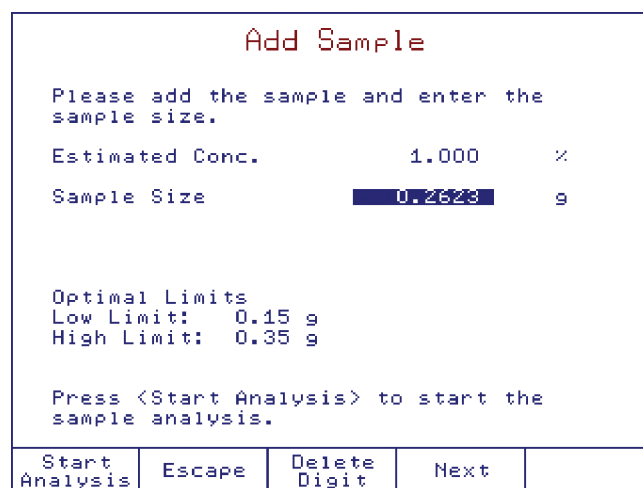 Add Sample
Please add the sample and enter the
sample size.
Estimated Conc. 1.000 %
Sample Size 0.2623 g
Optimal Limits
Low Limit: 0.15 g
High Limit: 0.35 g
Press <Start Analysis> to start the
sample analysis.
Start Analysis
Escape
Delete Digit
Next